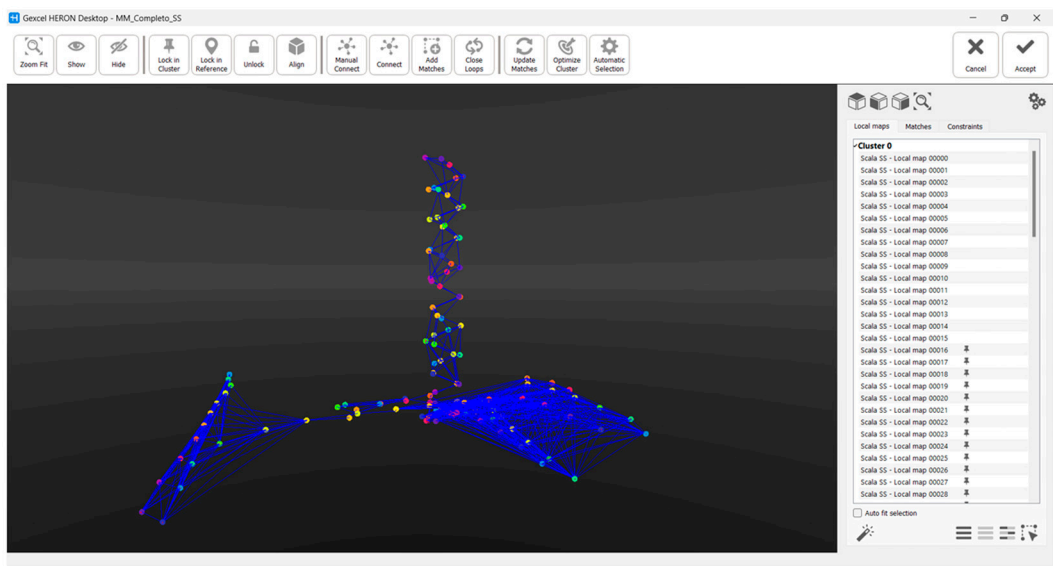 Gexcel HERON Desktop - MM_Completo_SS
Zoom Fit
Show
Hide
Lock in
Cluster
Lock in
Reference
Unlock
Align
Manual
Connect
Connect
Add
Matches
Close
Loops
Update
Matches
Optimize
Cluster
Automatic
Selection
Cancel
Accept
Local maps Matches Constraints
Cluster 0
Scala SS - Local map 00000
Scala SS - Local map 00001
Scala SS - Local map 00002
Scala SS - Local map 00003
Scala SS - Local map 00004
Scala SS - Local map 00005
Scala SS - Local map 00006
Scala SS - Local map 00007
Scala SS - Local map 00008
Scala SS - Local map 00009
Scala SS - Local map 00010
Scala SS - Local map 00011
Scala SS - Local map 00012
Scala SS - Local map 00013
Scala SS - Local map 00014
Scala SS - Local map 00015
Scala SS - Local map 00016
Scala SS - Local map 00017
Scala SS - Local map 00018
Scala SS - Local map 00019
Scala SS - Local map 00020
Scala SS - Local map 00021
Scala SS - Local map 00022
Scala SS - Local map 00023
Scala SS - Local map 00024
Scala SS - Local map 00025
Scala SS - Local map 00026
Scala SS - Local map 00027
Scala SS - Local map 00028
Auto fit selection